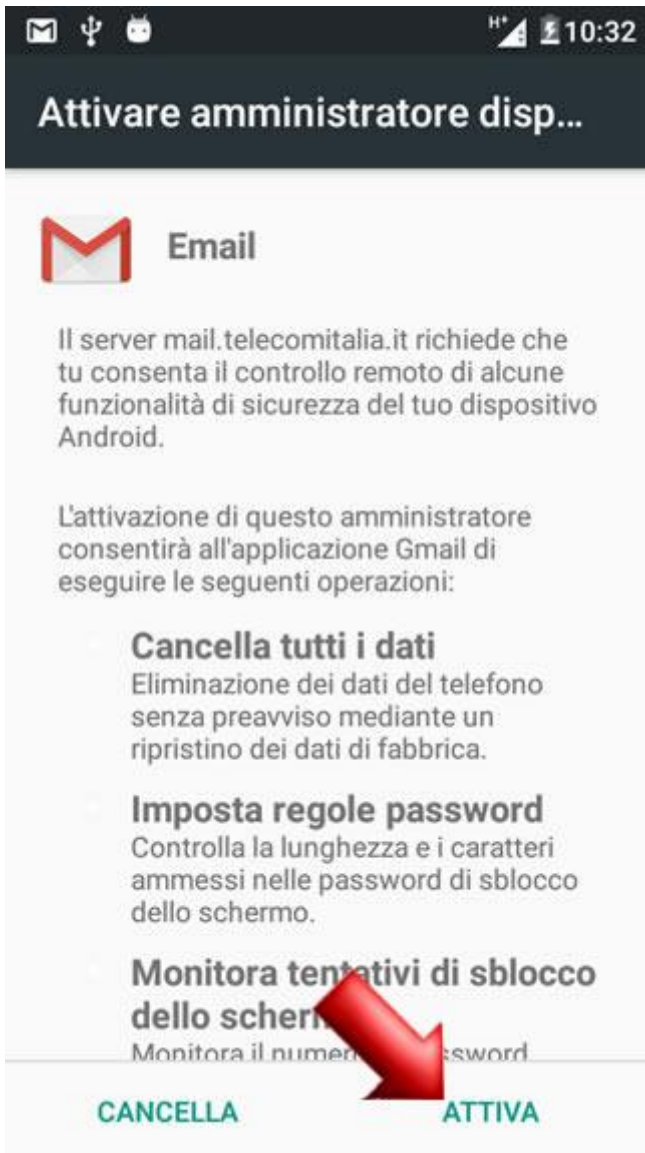 H+ 10:32
Attivare amministratore disp...
Email
Il server mail.telecomitalia.it richiede che
tu consenta il controllo remoto di alcune
funzionalità di sicurezza del tuo dispositivo
Android.
L'attivazione di questo amministratore
consentirà all'applicazione Gmail di
eseguire le seguenti operazioni:
Cancella tutti i dati
Eliminazione dei dati del telefono
senza preavviso mediante un
ripristino dei dati di fabbrica.
Imposta regole password
Controlla la lunghezza e i caratteri
ammessi nelle password di sblocco
dello schermo.
Monitora tentativi di sblocco
dello
Monitora il
CANCELLA ATTIVA